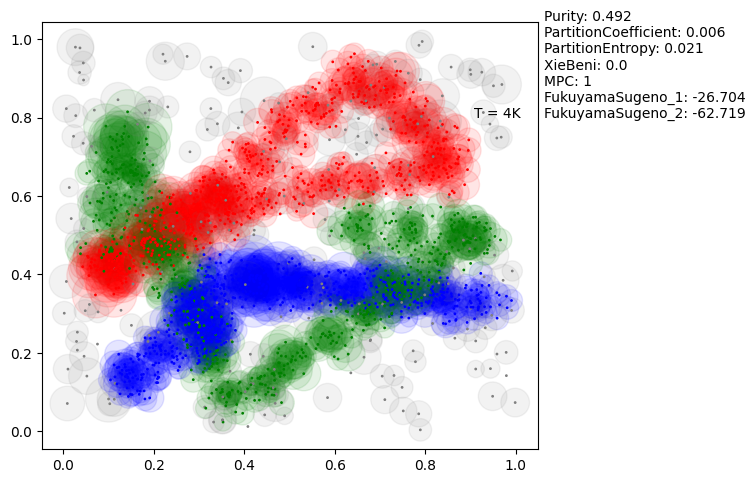 Purity: 0.492
PartitionCoefficient: 0.006
PartitionEntropy: 0.021
XieBeni: 0.0
MPC: 1
FukuyamaSugeno_1: -26.704
FukuyamaSugeno_2: -62.719
T = 4K
1.0
0.8
0.6
0.4
0.2
0.0
0.0 0.2 0.4 0.6 0.8 1.0